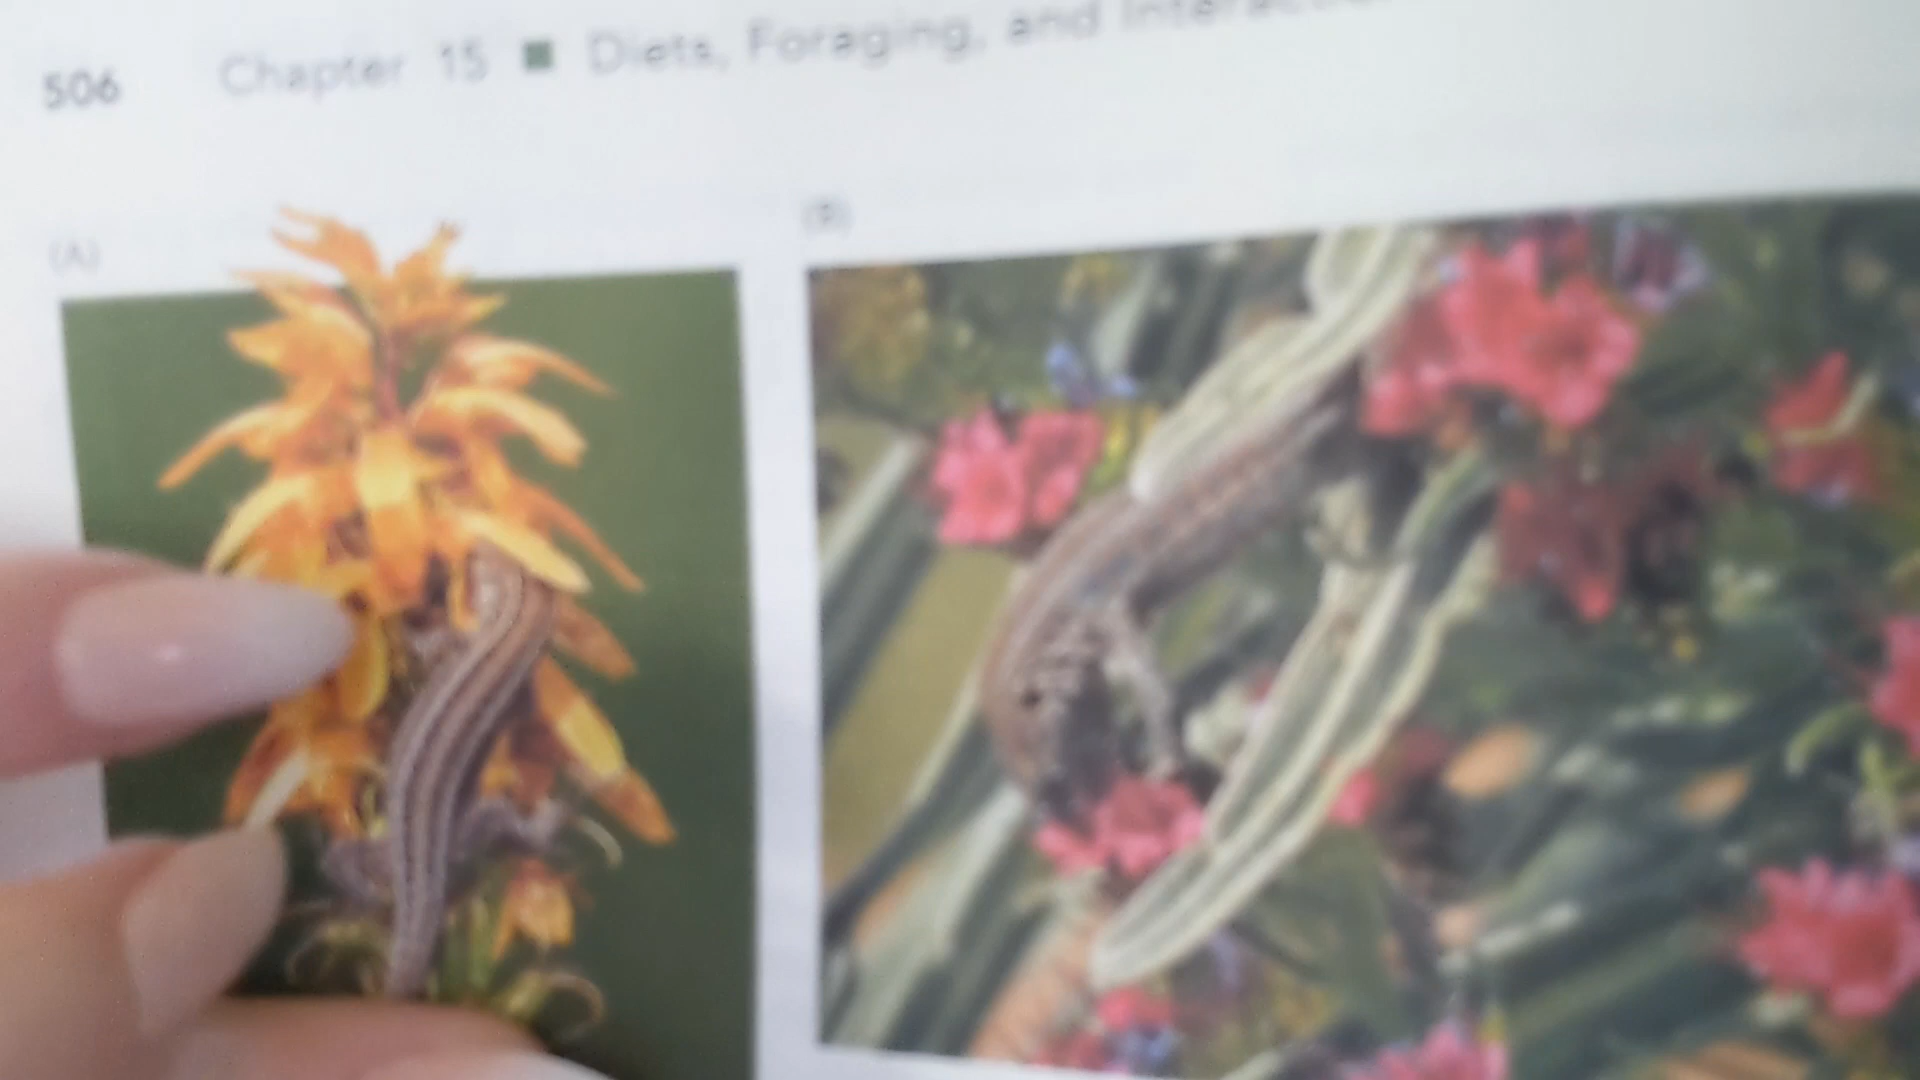 506 Chapter 15 ■ Diets, Foraging, and
(A)
(B)